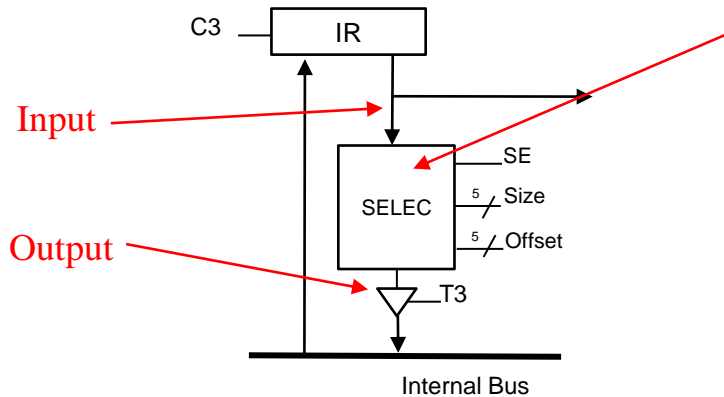 C3
IR
Input
SE
5
Size
SELEC
5
Offset
Output
T3
Internal Bus